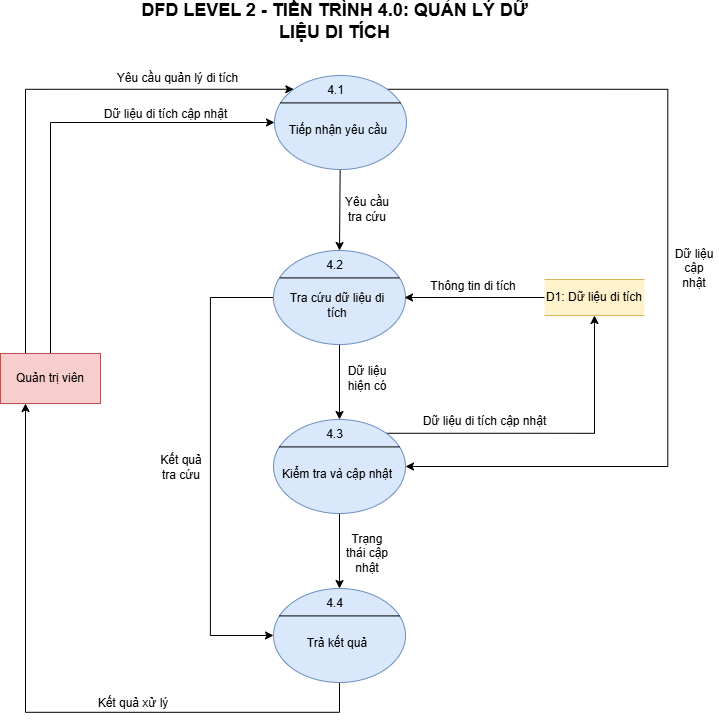 DFD LEVEL 2 - TIẾN TRÌNH 4.0: QUẢN LÝ DỮ
LIỆU DI TÍCH
Yêu cầu quản lý di tích
4.1
Dữ liệu di tích cập nhật
Tiếp nhận yêu cầu
Yêu cầu
tra cứu
Dữ liệu
cập
nhật
4.2
Thông tin di tích
Tra cứu dữ liệu di
tích
D1: Dữ liệu di tích
Quản trị viên
Dữ liệu
hiện có
Dữ liệu di tích cập nhật
4.3
Kết quả
tra cứu
Kiểm tra và cập nhật
Trạng
thái cập
nhật
4.4
Trả kết quả
Kết quả xử lý